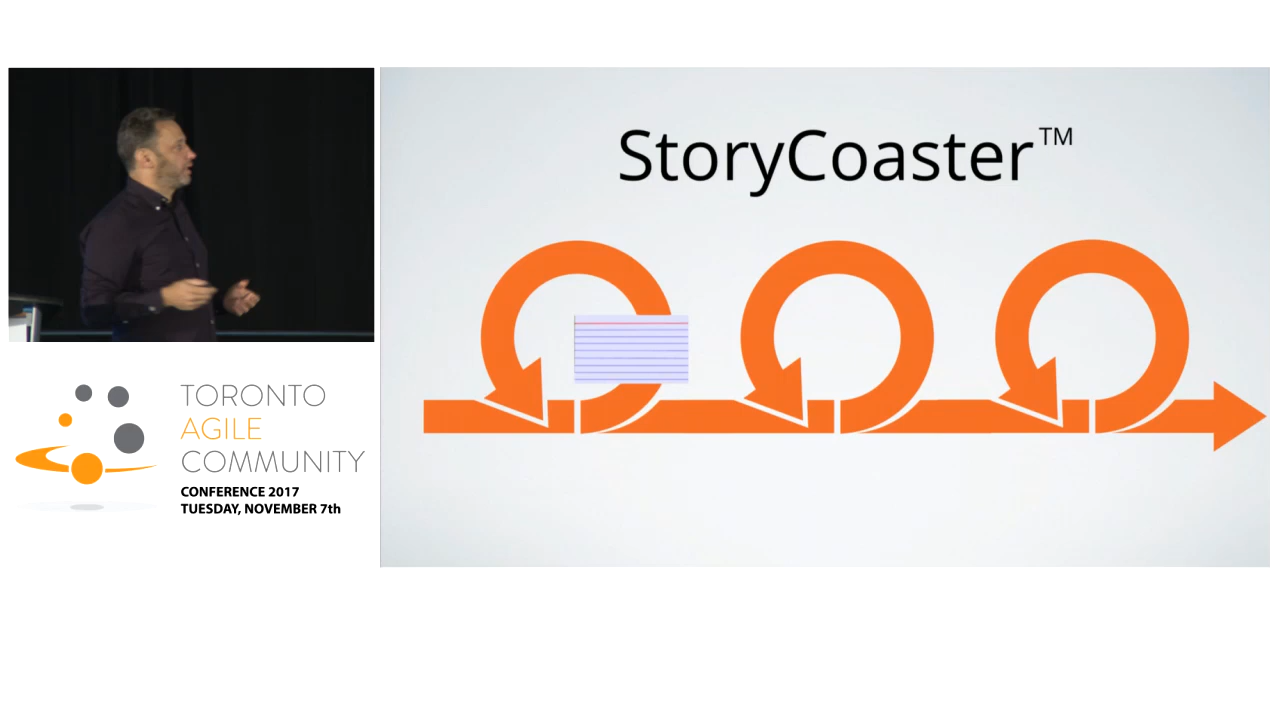 StoryCoaster™
TORONTO
AGILE
COMMUNITY
CONFERENCE 2017
TUESDAY, NOVEMBER 7th